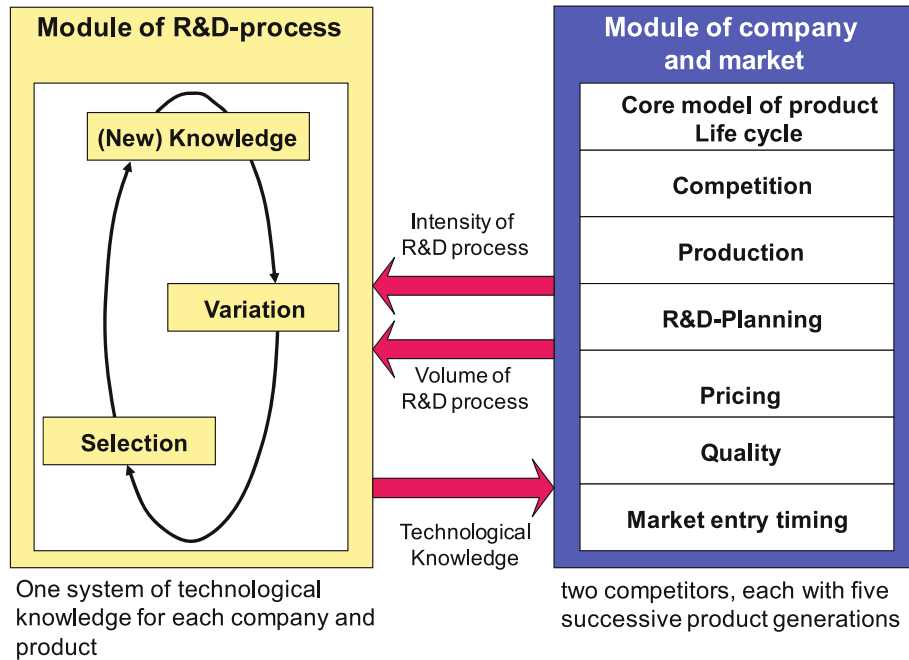 Module of R&D-process
(New) Knowledge
Variation
Selection
One system of technological
knowledge for each company and
product
Intensity of
R&D process
Volume of
R&D process
Technological
Knowledge
Module of company
and market
Core model of product
Life cycle
Competition
Production
R&D-Planning
Pricing
Quality
Market entry timing
two competitors, each with five
successive product generations